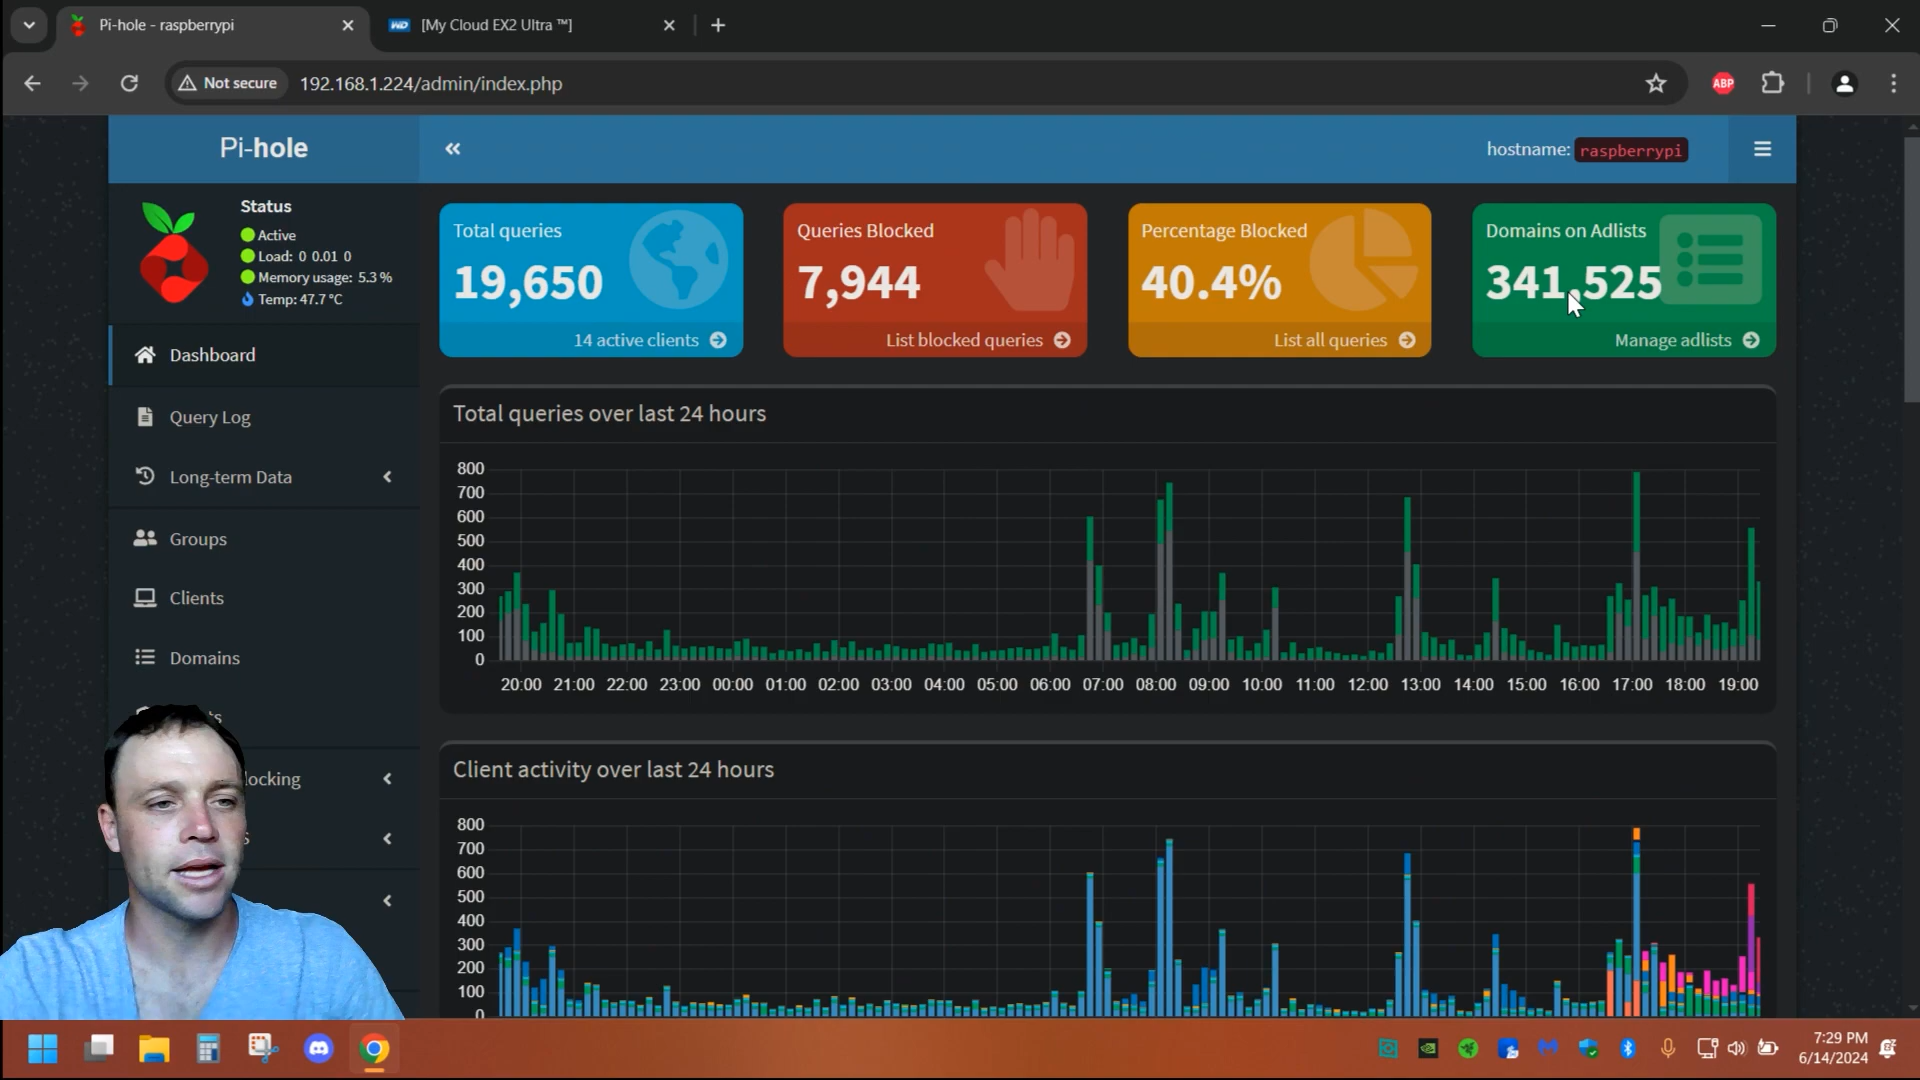 Pi-hole - raspberrypi
WD [My Cloud EX2 Ultra ™]
Not secure
192.168.1.224/admin/index.php
ABP
Pi-hole
hostname: raspberrypi
Status
Active
Load: 0 0.01 0
Memory usage: 5.3 %
Temp: 47.7 °C
Total queries
19,650
14 active clients
Queries Blocked
7,944
List blocked queries
Percentage Blocked
40.4%
List all queries
Domains on Adlists
341,525
Manage adlists
Dashboard
Query Log
Long-term Data
Groups
Clients
Domains
ts
locking
s
Total queries over last 24 hours
800
700
600
500
400
300
200
100
0
20:00 21:00 22:00 23:00 00:00 01:00 02:00 03:00 04:00 05:00 06:00 07:00 08:00 09:00 10:00 11:00 12:00 13:00 14:00 15:00 16:00 17:00 18:00 19:00
Client activity over last 24 hours
800
700
600
500
400
300
200
100
0
7:29 PM
6/14/2024